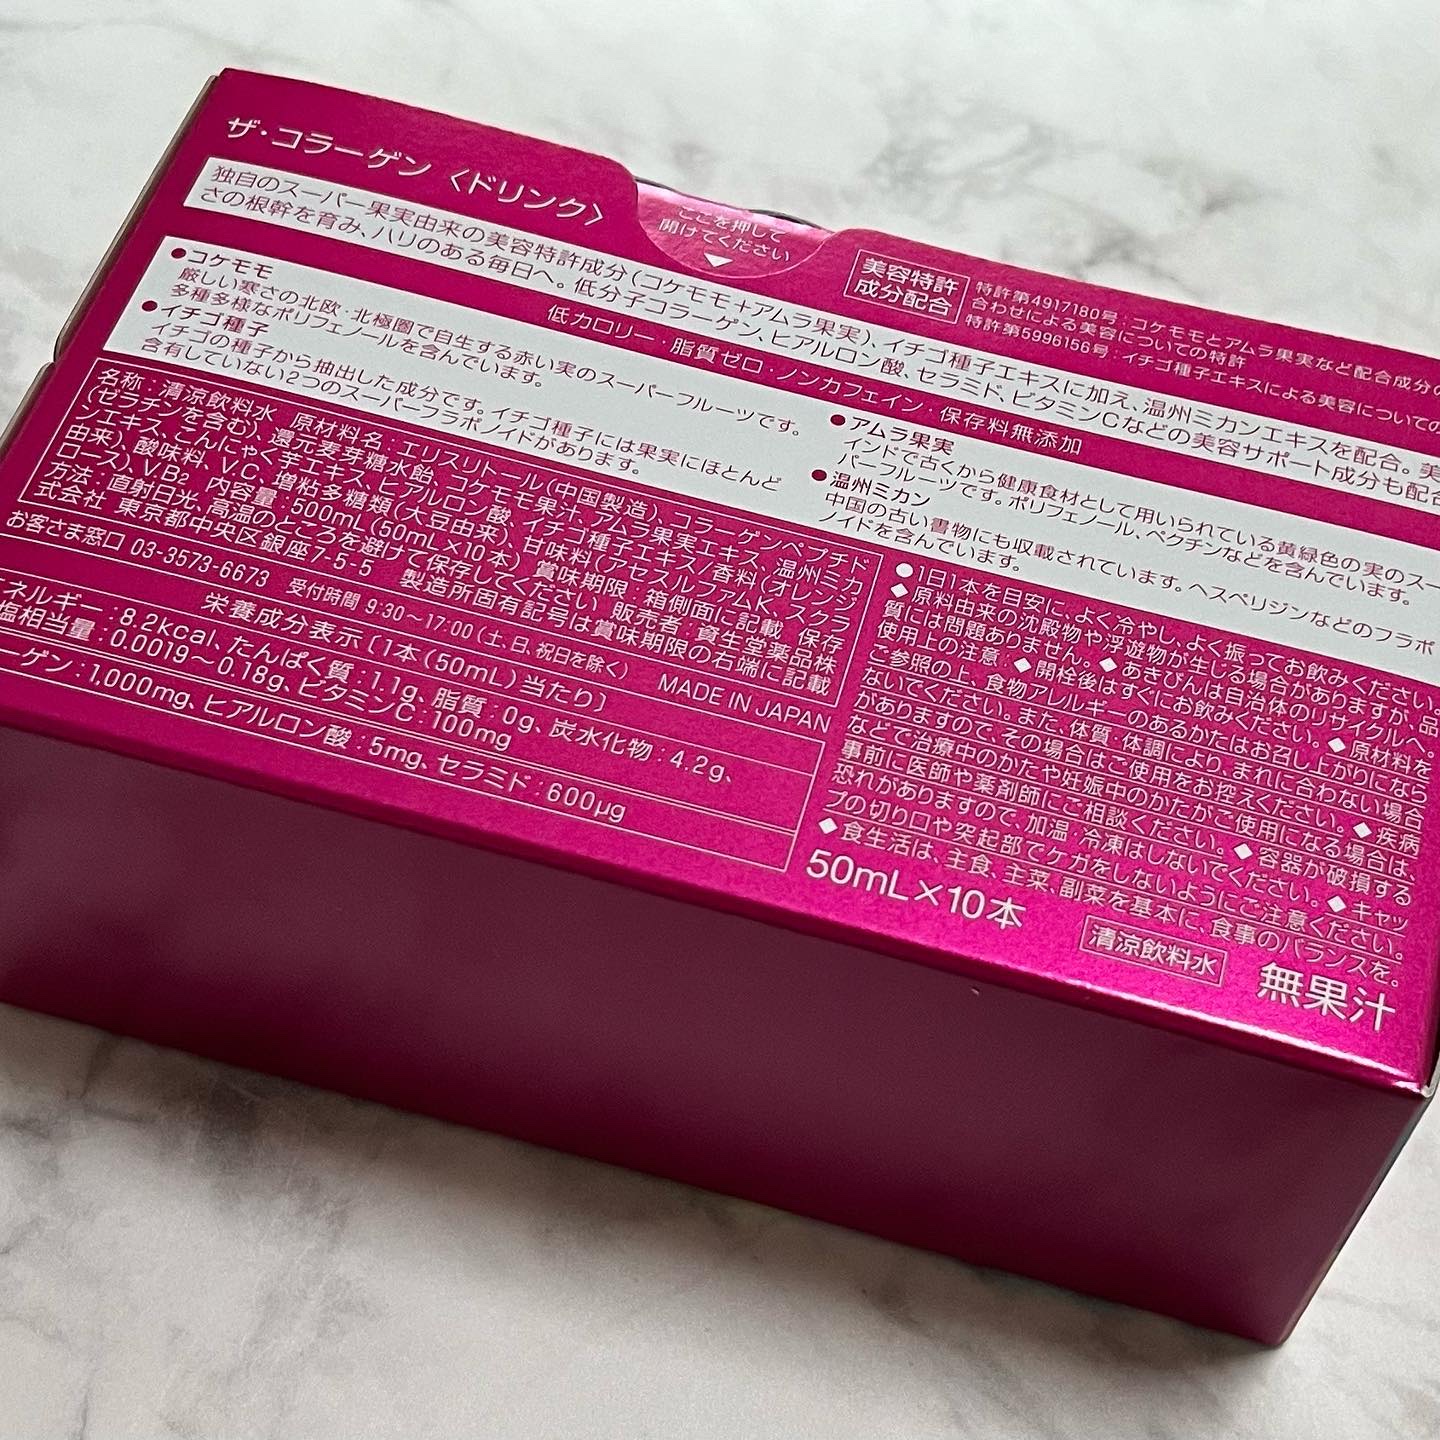 ザ・コラーゲン〈ドリンク〉
ここを押して
開けてください
美容特許
成分配合
特許第4917180号:コケモモとアムラ果実など配合成分の
合わせによる美容についての特許
特許第5996156号:イチゴ種子エキスによる美容についての
独自のスーパー果実由来の美容特許成分(コケモモ+アムラ果実)、イチゴ種子エキスに加え、温州ミカンエキスを配合。美
さの根幹を育み、ハリのある毎日へ。低分子コラーゲン、ヒアルロン酸、セラミド、ビタミンCなどの美容サポート成分も配合
低カロリー・脂質ゼロ・ノンカフェイン・保存料無添加
●コケモモ
厳しい寒さの北欧・北極圏で自生する赤い実のスーパーフルーツです。
多種多様なポリフェノールを含んでいます。
●イチゴ種子
イチゴの種子から抽出した成分です。イチゴ種子には果実にほとんど
含有していない2つのスーパーフラボノイドがあります。
●アムラ果実
インドで古くから健康食材として用いられている黄緑色の実のスー
パーフルーツです。ポリフェノール、ペクチンなどを含んでいます。
●温州ミカン
中国の古い書物にも収載されています。ヘスペリジンなどのフラボ
ノイドを含んでいます。
名称:清涼飲料水 原材料名:エリスリトール(中国製造)、コラーゲンペプチド
(ゼラチンを含む)、還元麦芽糖水飴、コケモモ果汁、アムラ果実エキス、温州ミカ
ンエキス、こんにゃく芋エキス、ヒアルロン酸、イチゴ種子エキス/香料(オレンジ
由来)、酸味料、V.C、増粘多糖類(大豆由来)、甘味料(アセスルファムK、スクラ
ロース)、V.B2 内容量:500mL(50mL×10本) 賞味期限:箱側面に記載 保存
方法:直射日光、高温のところを避けて保存してください 販売者 資生堂薬品株
式会社 東京都中央区銀座7-5-5 製造所固有記号は賞味期限の右端に記載
お客さま窓口 03-3573-6673 受付時間 9:30〜17:00(土、日、祝日を除く) MADE IN JAPAN
栄養成分表示〔1本(50mL)当たり〕
ネルギー:8.2kcal、たんぱく質:1.1g、脂質:0g、炭水化物:4.2g、
塩相当量:0.0019〜0.18g、ビタミンC:100mg
ーゲン:1,000mg、ヒアルロン酸:5mg、セラミド:600μg
●1日1本を目安に、よく冷やし、よく振ってお飲みください。
◆原料由来の沈殿物や浮遊物が生じる場合がありますが、品
質には問題ありません。◆あきびんは自治体のリサイクルへ。
使用上の注意:◆開栓後はすぐにお飲みください。◆原材料を
ご参照の上、食物アレルギーのあるかたはお召し上がりになら
ないでください。また、体質・体調により、まれに合わない場合
がありますので、その場合はご使用をお控えください。◆疾病
などで治療中のかたや妊娠中のかたがご使用になる場合は、
事前に医師や薬剤師にご相談ください。◆容器が破損する
恐れがありますので、加温・冷凍はしないでください。◆キャッ
プの切り口や突起部でケガをしないようにご注意ください。
◆食生活は、主食、主菜、副菜を基本に、食事のバランスを。
50mL×10本
清涼飲料水
無果汁